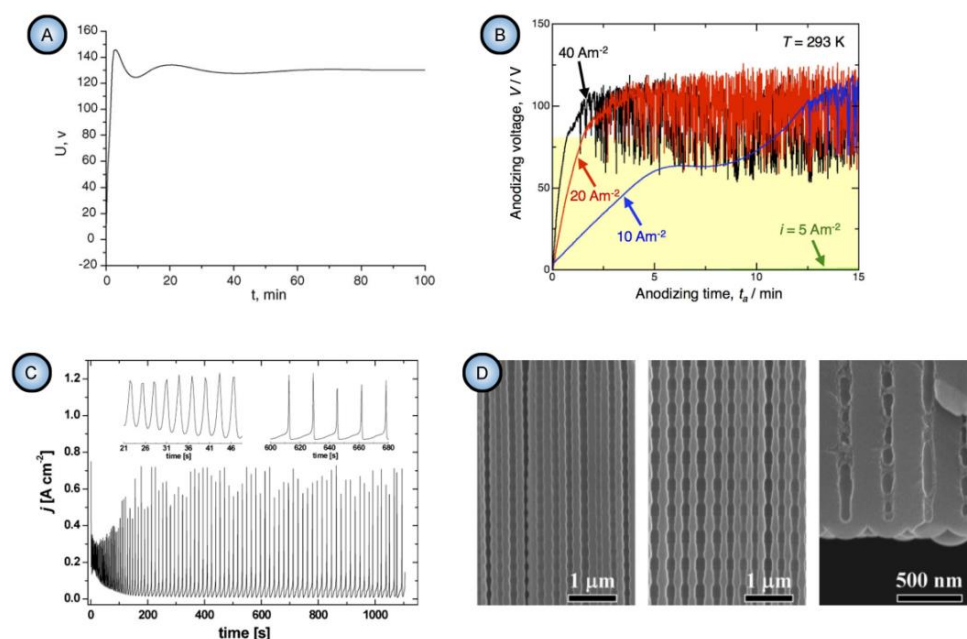 A
160
140
120
100
80
60
40
20
0
-20
U, v
0 20 40 60 80 100
t, min
B
150
100
50
0
Anodizing voltage, V / V
T = 293 K
40 Am-2
20 Am-2
10 Am-2
i = 5 Am-2
0 5 10 15
Anodizing time, ta / min
C
1.2
1.0
0.8
0.6
0.4
0.2
0.0
j [A cm-2]
21 26 31 36 41 46
time [s]
600 620 640 660 680
time [s]
0 200 400 600 800 1000
time [s]
D
1 μm
1 μm
500 nm